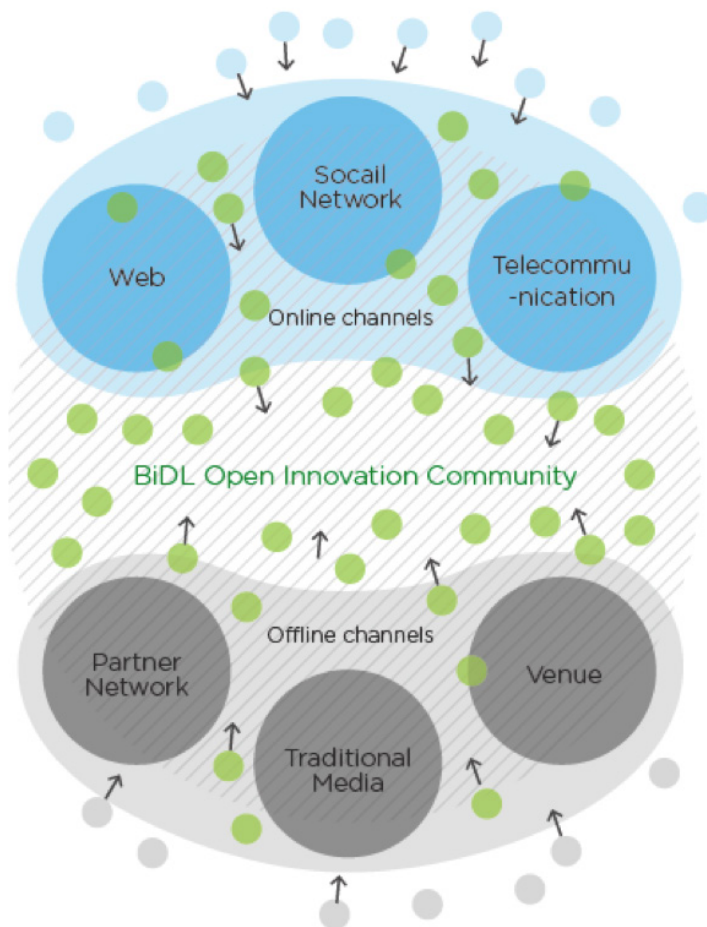 Socail
Network
Web
Telecommu
-nication
Online channels
BiDL Open Innovation Community
Offline channels
Partner
Network
Venue
Traditional
Media